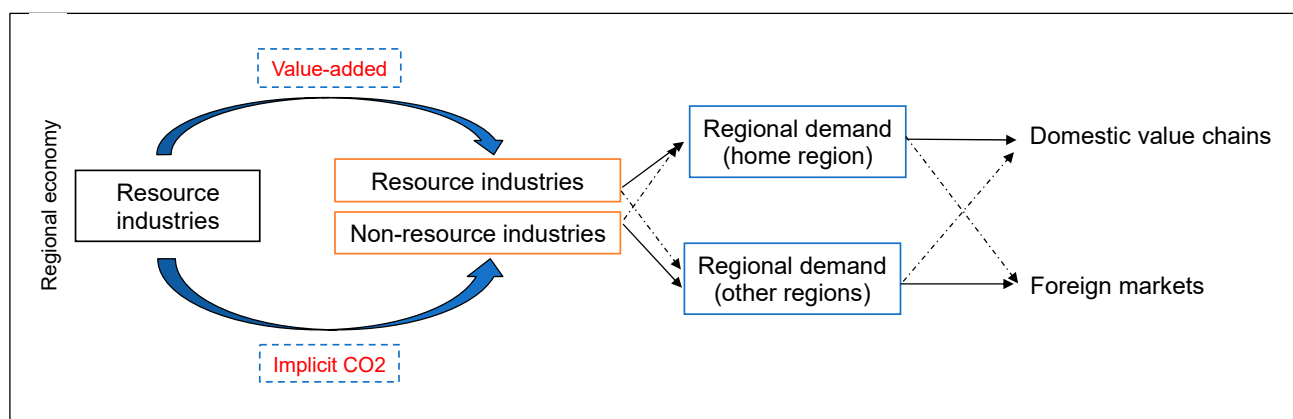 Value-added
Regional economy
Resource
industries
Resource industries
Non-resource industries
Implicit CO2
Regional demand
(home region)
Regional demand
(other regions)
Domestic value chains
Foreign markets